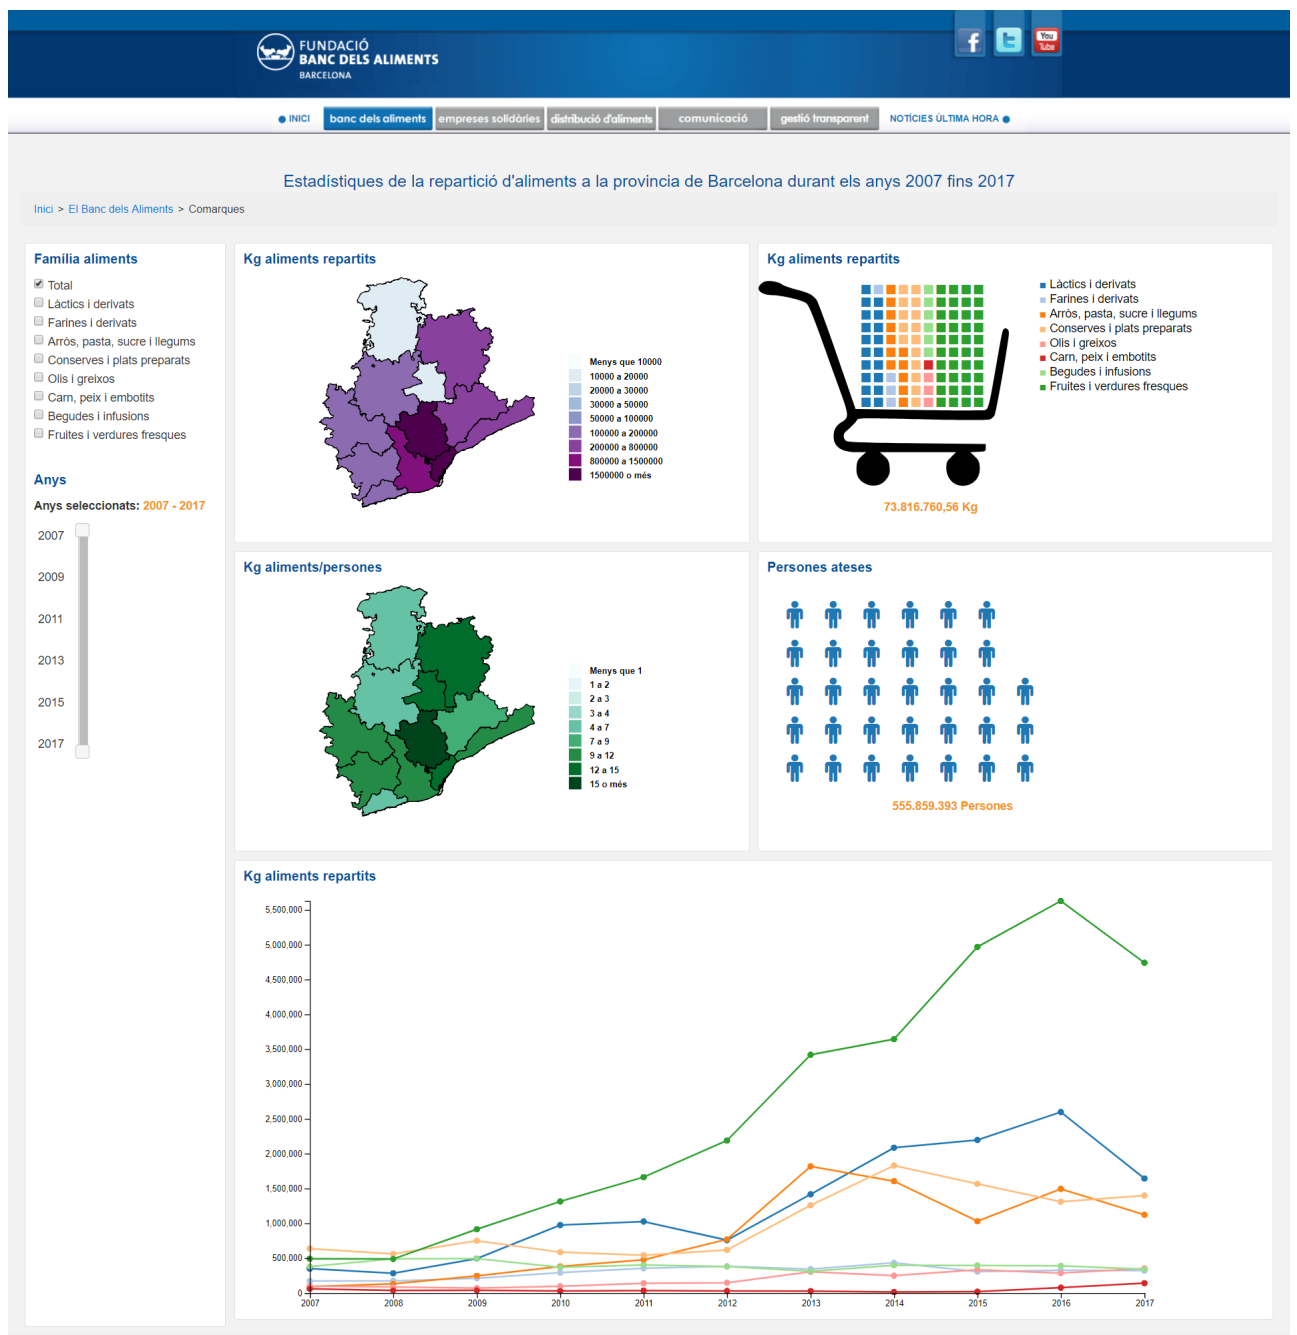 FUNDACIÓ
BANC DELS ALIMENTS
BARCELONA
f
t
You
Tube
INICI
banc dels aliments
empreses solidàries
distribució d'aliments
comunicació
gestió transparent
NOTÍCIES ÚLTIMA HORA
Estadístiques de la repartició d'aliments a la provincia de Barcelona durant els anys 2007 fins 2017
Inici > El Banc dels Aliments > Comarques
Família aliments
Total
Làctics i derivats
Farines i derivats
Arròs, pasta, sucre i llegums
Conserves i plats preparats
Olis i greixos
Carn, peix i embotits
Begudes i infusions
Fruites i verdures fresques
Anys
Anys seleccionats: 2007 - 2017
2007
2009
2011
2013
2015
2017
Kg aliments repartits
Menys que 10000
10000 a 20000
20000 a 30000
30000 a 50000
50000 a 100000
100000 a 200000
200000 a 800000
800000 a 1500000
1500000 o més
Kg aliments repartits
Làctics i derivats
Farines i derivats
Arròs, pasta, sucre i llegums
Conserves i plats preparats
Olis i greixos
Carn, peix i embotits
Begudes i infusions
Fruites i verdures fresques
73.816.760,56 Kg
Kg aliments/persones
Menys que 1
1 a 2
2 a 3
3 a 4
4 a 7
7 a 9
9 a 12
12 a 15
15 o més
Persones ateses
555.859.393 Persones
Kg aliments repartits
5,500,000
5,000,000
4,500,000
4,000,000
3,500,000
3,000,000
2,500,000
2,000,000
1,500,000
1,000,000
500,000
0
2007 2008 2009 2010 2011 2012 2013 2014 2015 2016 2017